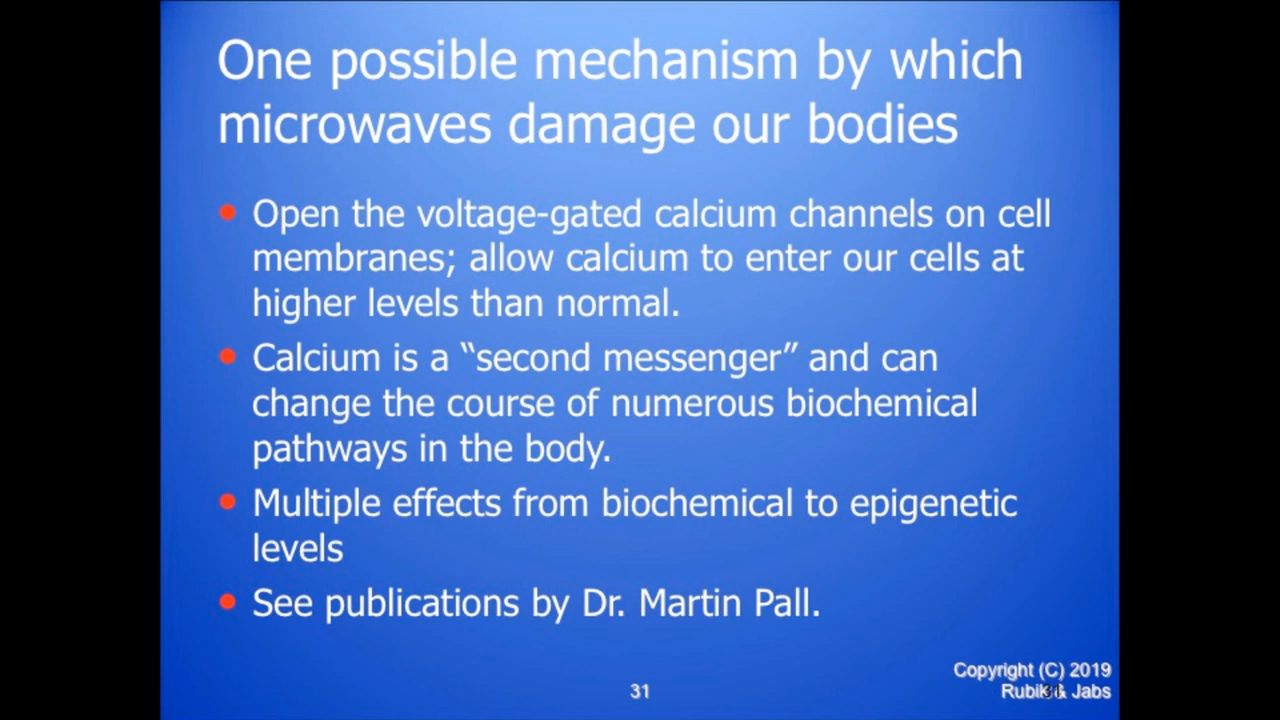 One possible mechanism by which
microwaves damage our bodies
Open the voltage-gated calcium channels on cell
membranes; allow calcium to enter our cells at
higher levels than normal.
Calcium is a “second messenger” and can
change the course of numerous biochemical
pathways in the body.
Multiple effects from biochemical to epigenetic
levels
See publications by Dr. Martin Pall.
31
Copyright (C) 2019
Rubik & Jabs